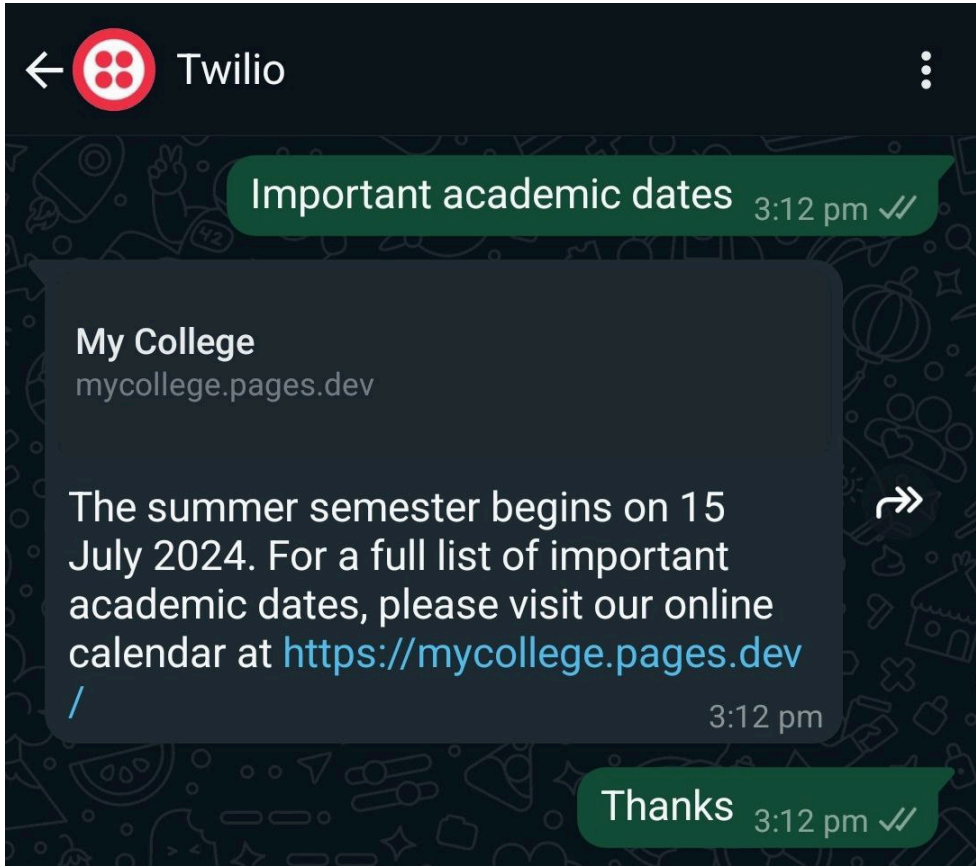 Twilio
Important academic dates 3:12 pm
My College
mycollege.pages.dev
The summer semester begins on 15
July 2024. For a full list of important
academic dates, please visit our online
calendar at https://mycollege.pages.dev
/
3:12 pm
Thanks 3:12 pm